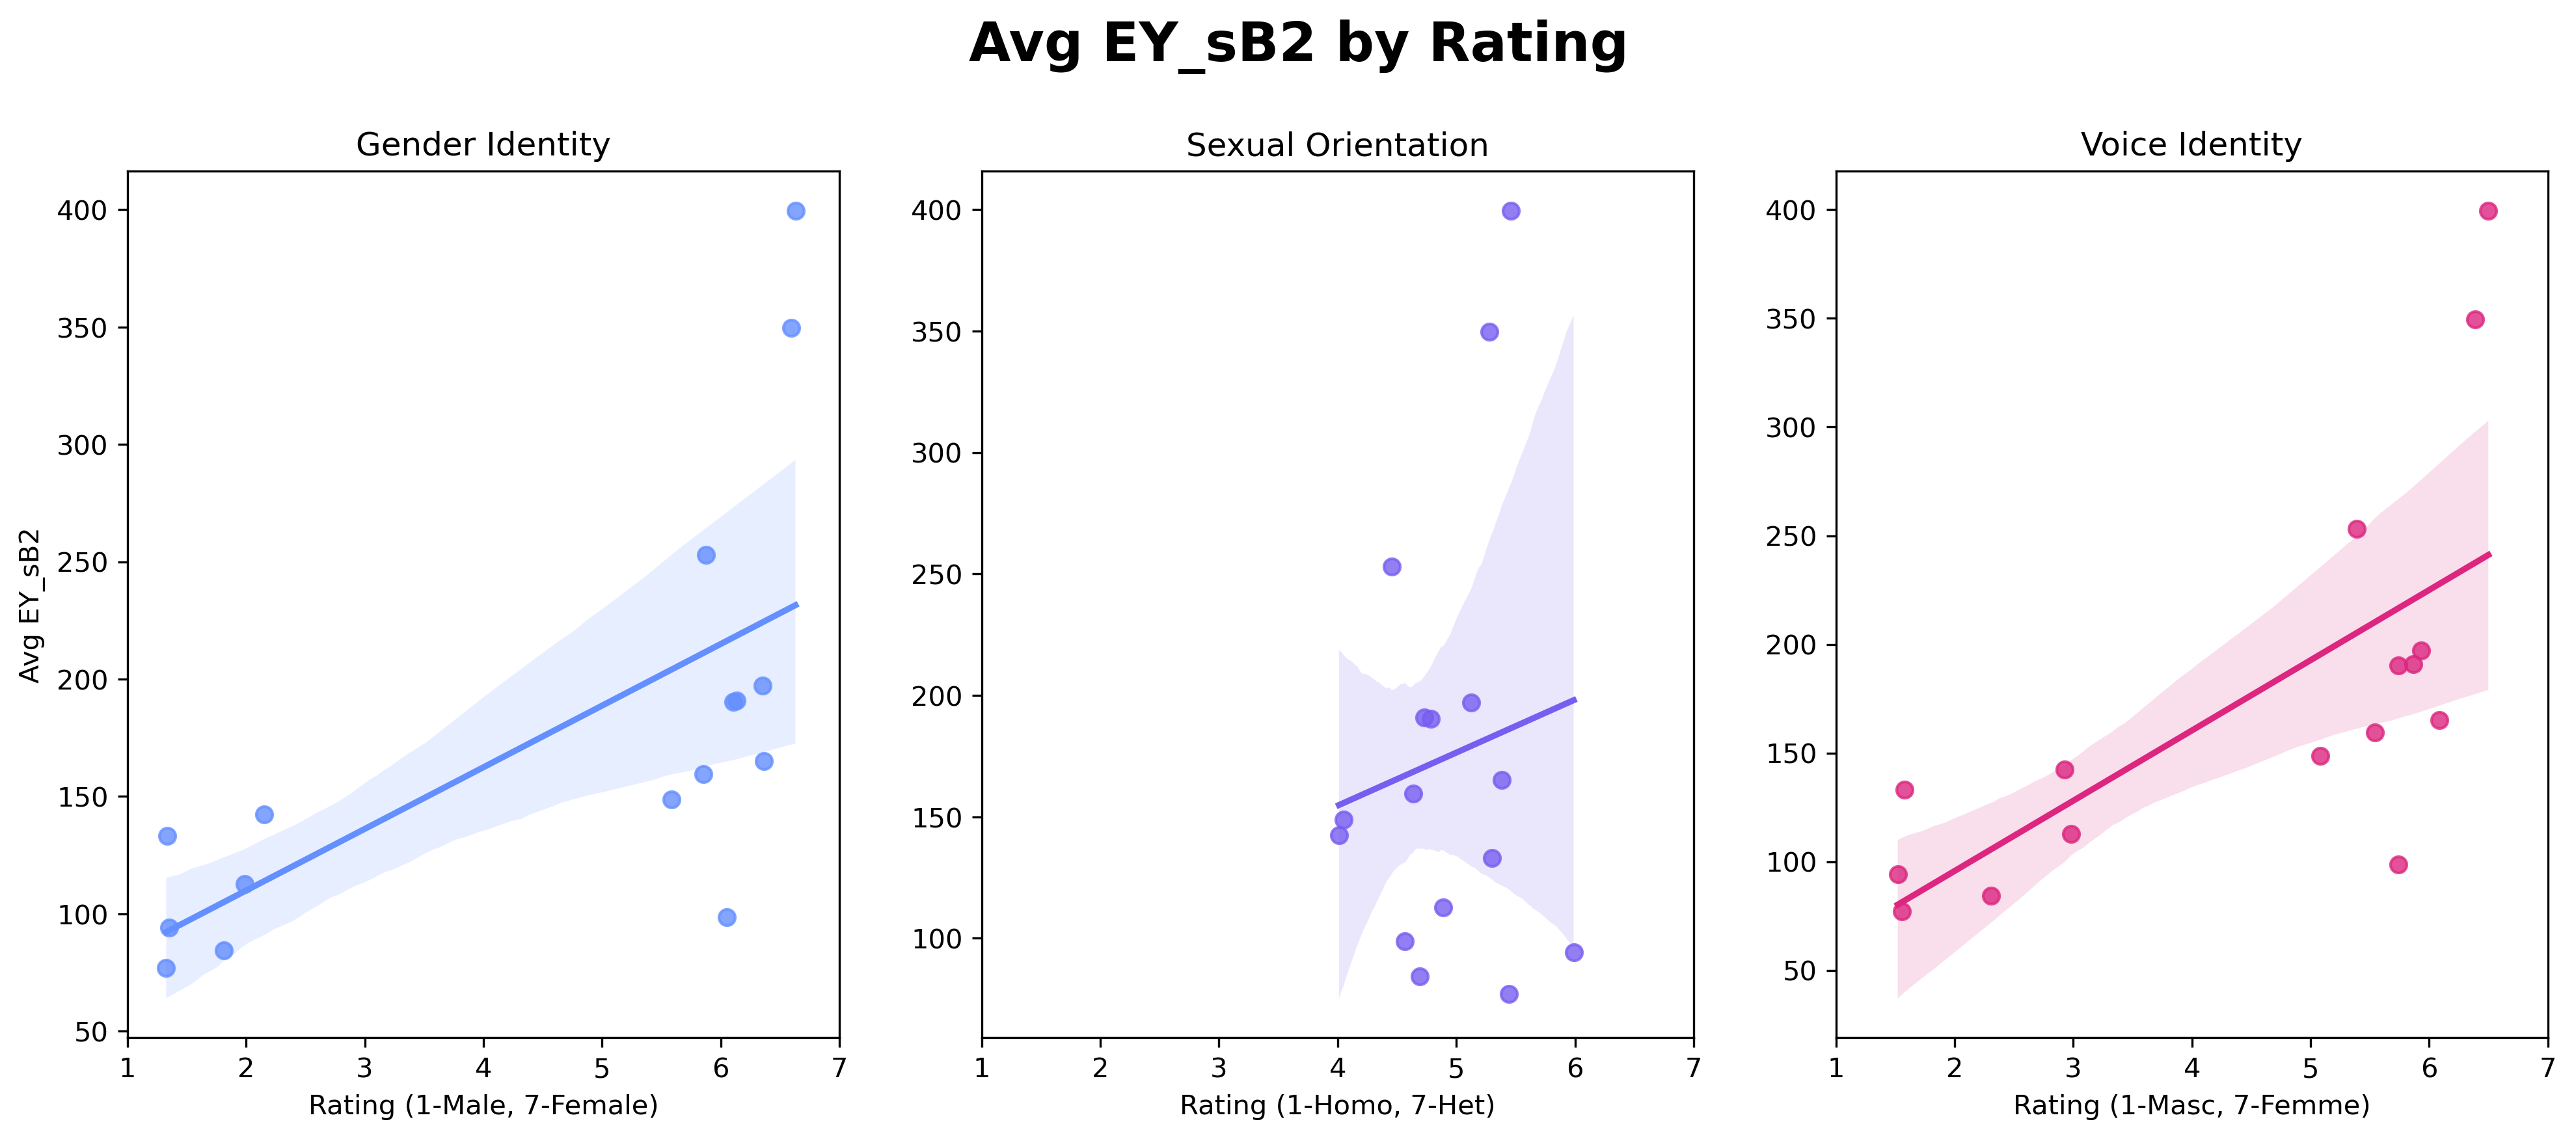 Avg EY_sB2 by Rating
Gender Identity
Avg EY_sB2
400
350
300
250
200
150
100
50
1 2 3 4 5 6 7
Rating (1-Male, 7-Female)
Sexual Orientation
400
350
300
250
200
150
100
1 2 3 4 5 6 7
Rating (1-Homo, 7-Het)
Voice Identity
400
350
300
250
200
150
100
50
1 2 3 4 5 6 7
Rating (1-Masc, 7-Femme)